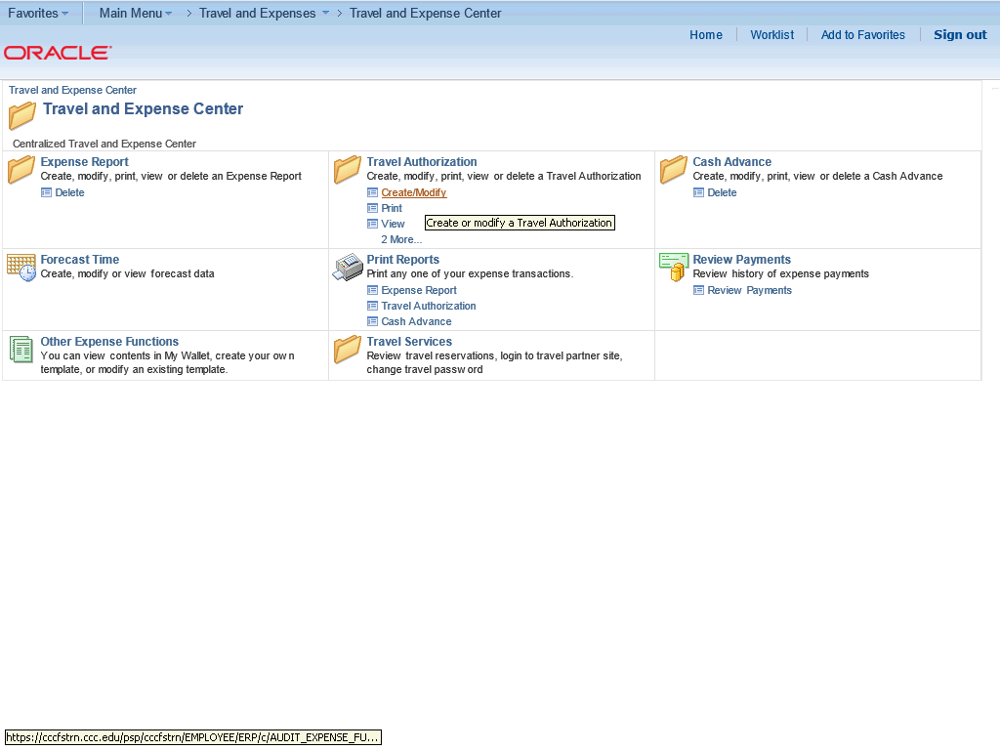 Favorites Main Menu > Travel and Expenses > Travel and Expense Center
Home Worklist Add to Favorites Sign out
ORACLE
Travel and Expense Center
Travel and Expense Center
Centralized Travel and Expense Center
Expense Report
Create, modify, print, view or delete an Expense Report
Delete
Travel Authorization
Create, modify, print, view or delete a Travel Authorization
Create/Modify
Print
View
Create or modify a Travel Authorization
2 More...
Cash Advance
Create, modify, print, view or delete a Cash Advance
Delete
Forecast Time
Create, modify or view forecast data
Print Reports
Print any one of your expense transactions.
Expense Report
Travel Authorization
Cash Advance
Review Payments
Review history of expense payments
Review Payments
Other Expense Functions
You can view contents in My Wallet, create your own
template, or modify an existing template.
Travel Services
Review travel reservations, login to travel partner site,
change travel password
https://cccfstrn.ccc.edu/psp/cccfstrn/EMPLOYEE/ERP/c/AUDIT_EXPENSE_FU...